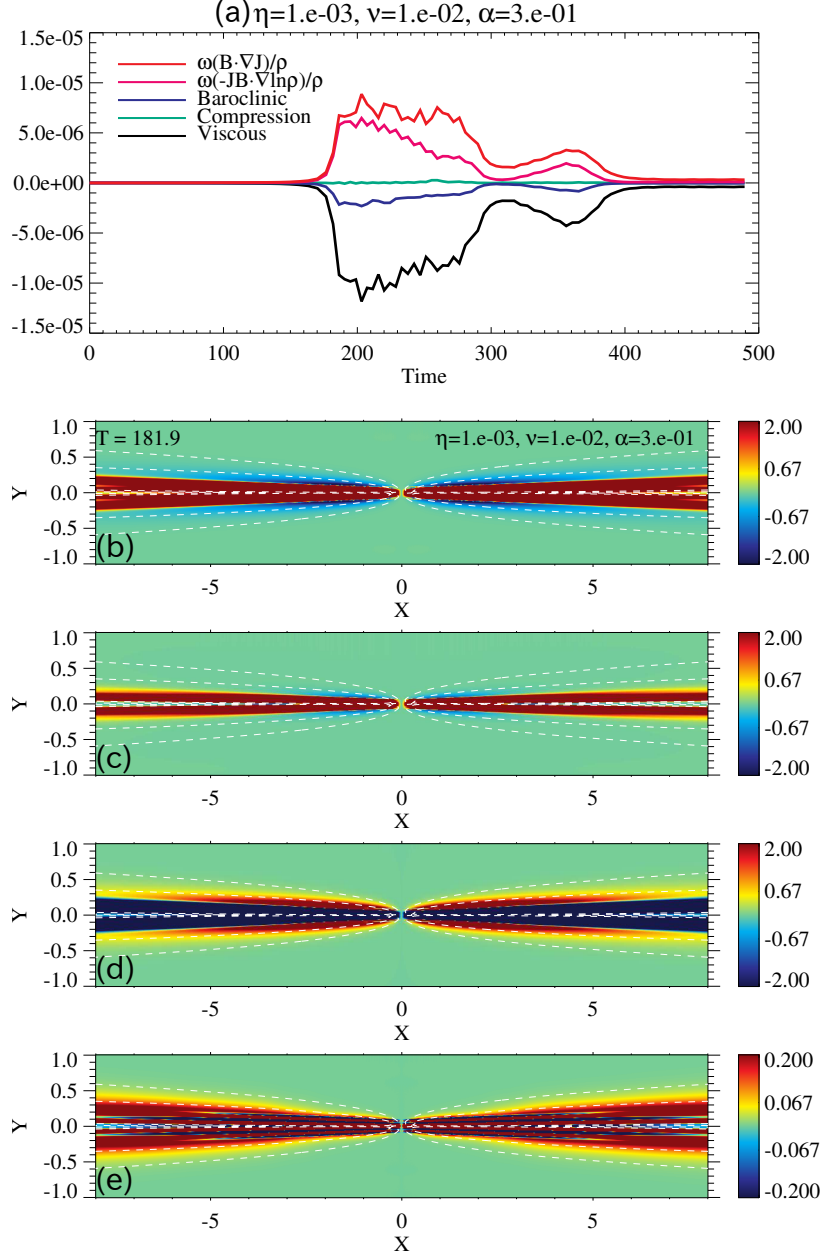 (a) η=1.e-03, ν=1.e-02, α=3.e-01
1.5e-05
1.0e-05
5.0e-06
0.0e+00
-5.0e-06
-1.0e-05
-1.5e-05
ω(B·∇J)/ρ
ω(-JB·∇lnρ)/ρ
Baroclinic
Compression
Viscous
0 100 200 300 400 500
Time
T = 181.9 η=1.e-03, ν=1.e-02, α=3.e-01
1.0
0.5
0.0
-0.5
-1.0
Y
(b)
-5 0 5
X
2.00
0.67
-0.67
-2.00
1.0
0.5
0.0
-0.5
-1.0
Y
(c)
-5 0 5
X
2.00
0.67
-0.67
-2.00
1.0
0.5
0.0
-0.5
-1.0
Y
(d)
-5 0 5
X
2.00
0.67
-0.67
-2.00
1.0
0.5
0.0
-0.5
-1.0
Y
(e)
-5 0 5
X
0.200
0.067
-0.067
-0.200